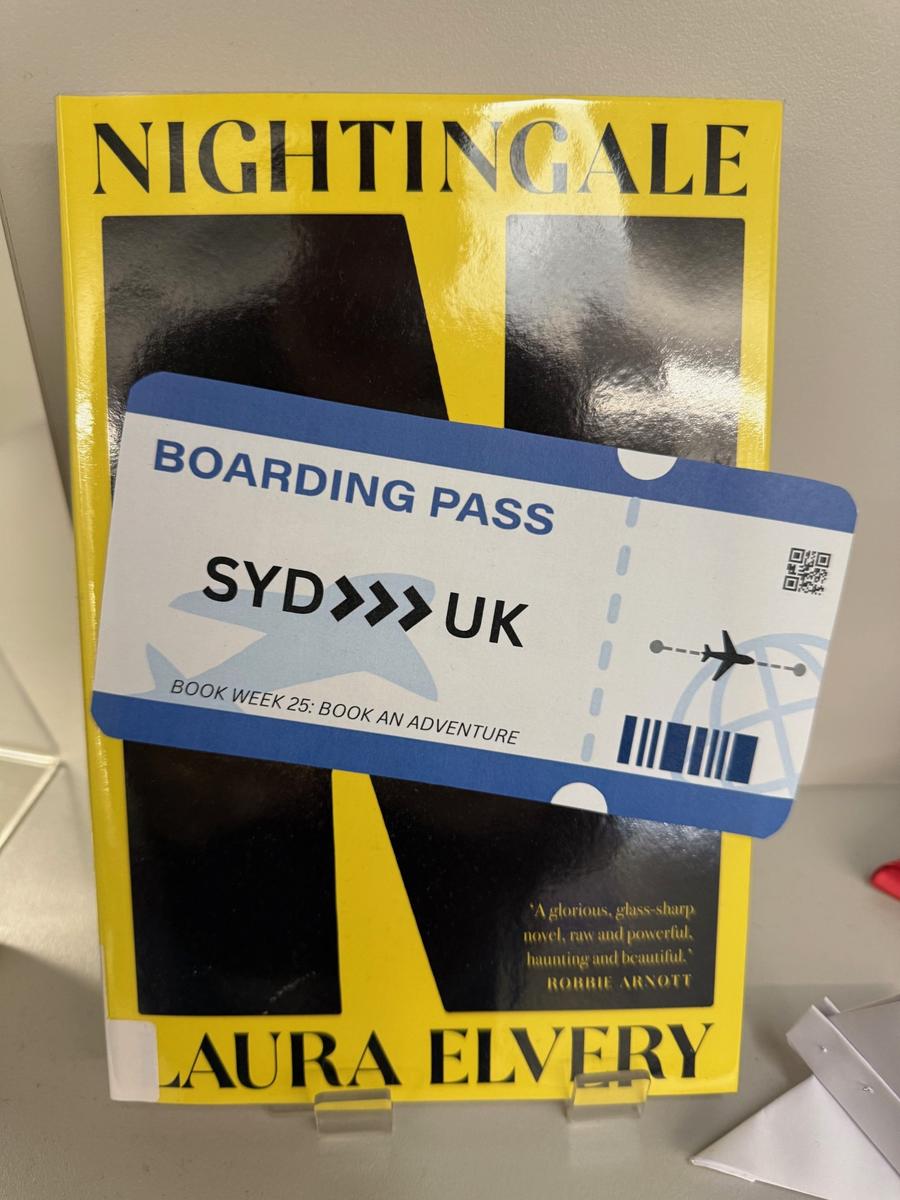 NIGHTINGALE
BOARDING PASS
SYD>>>UK
BOOK WEEK 25: BOOK AN ADVENTURE
'A glorious, glass-sharp
novel, raw and powerful,
haunting and beautiful.'
ROBBIE ARNOTT
LAURA ELVERY